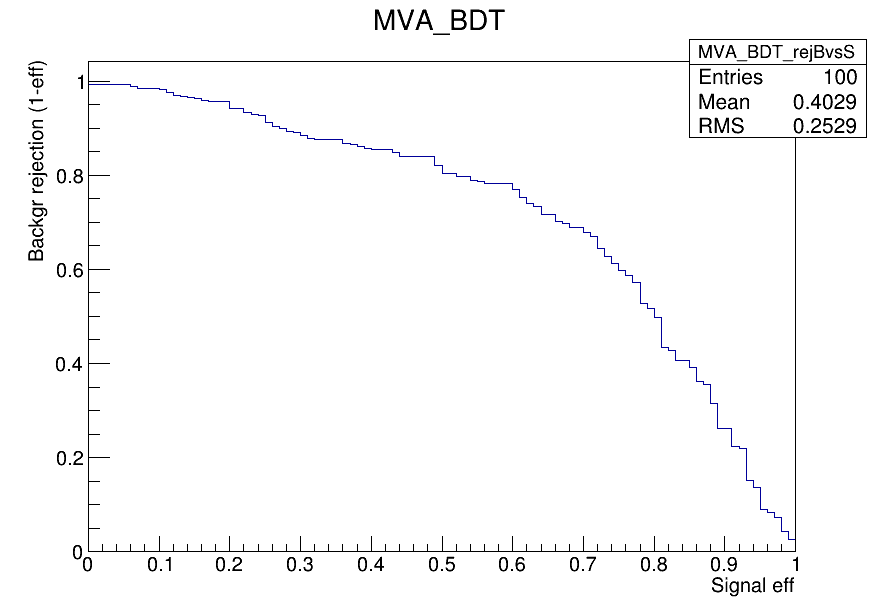 MVA_BDT
MVA_BDT_rejBvsS
Entries 100
Mean 0.4029
RMS 0.2529
Backgr rejection (1-eff)
1
0.8
0.6
0.4
0.2
0
0 0.1 0.2 0.3 0.4 0.5 0.6 0.7 0.8 0.9 1
Signal eff